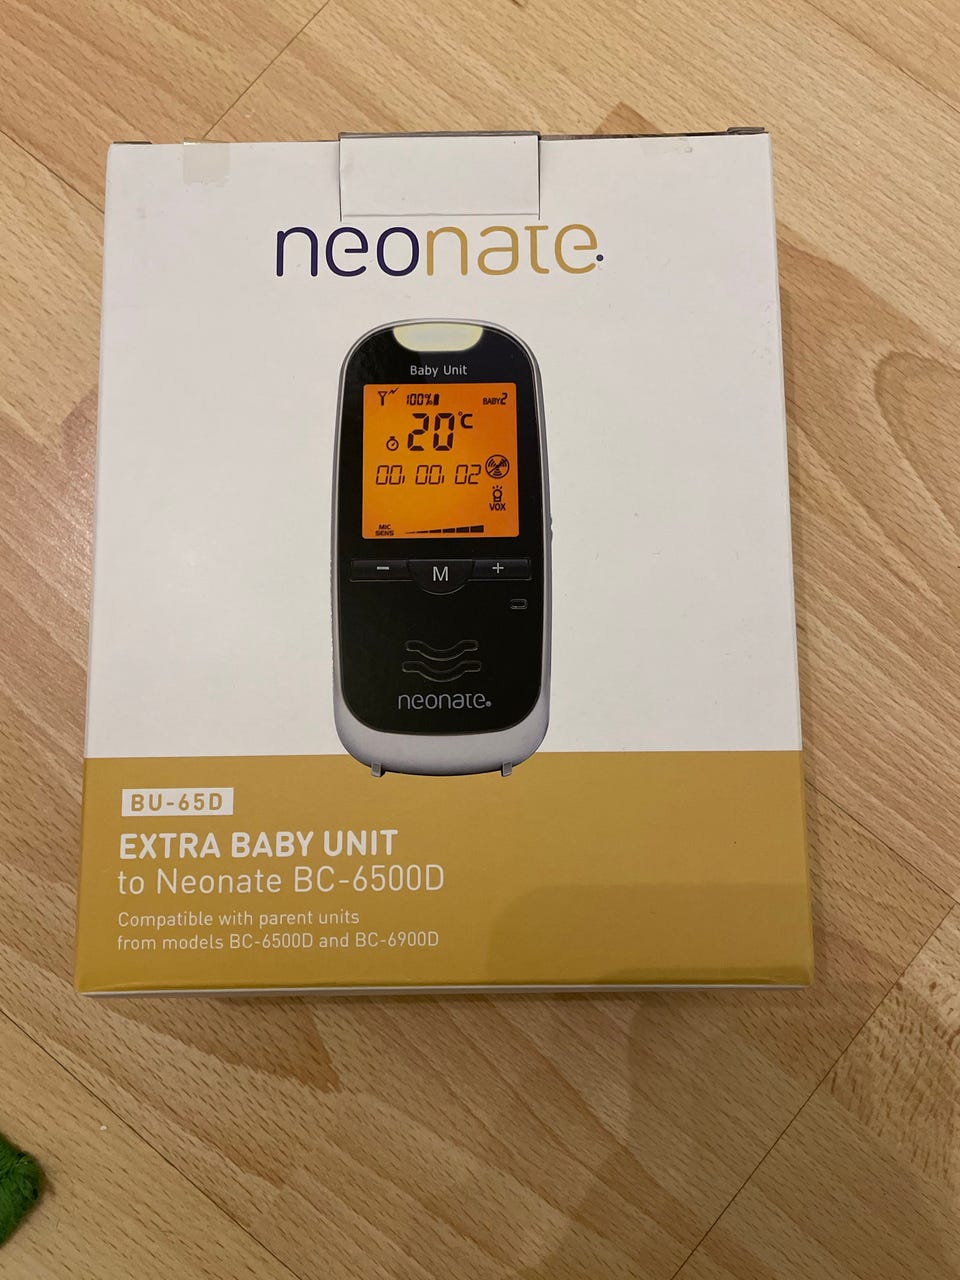 neonate.
Baby Unit
100% BABY2
20°C
00, 00, 02
VOX
MIC
SENS
- M +
neonate.
BU-65D
EXTRA BABY UNIT
to Neonate BC-6500D
Compatible with parent units
from models BC-6500D and BC-6900D